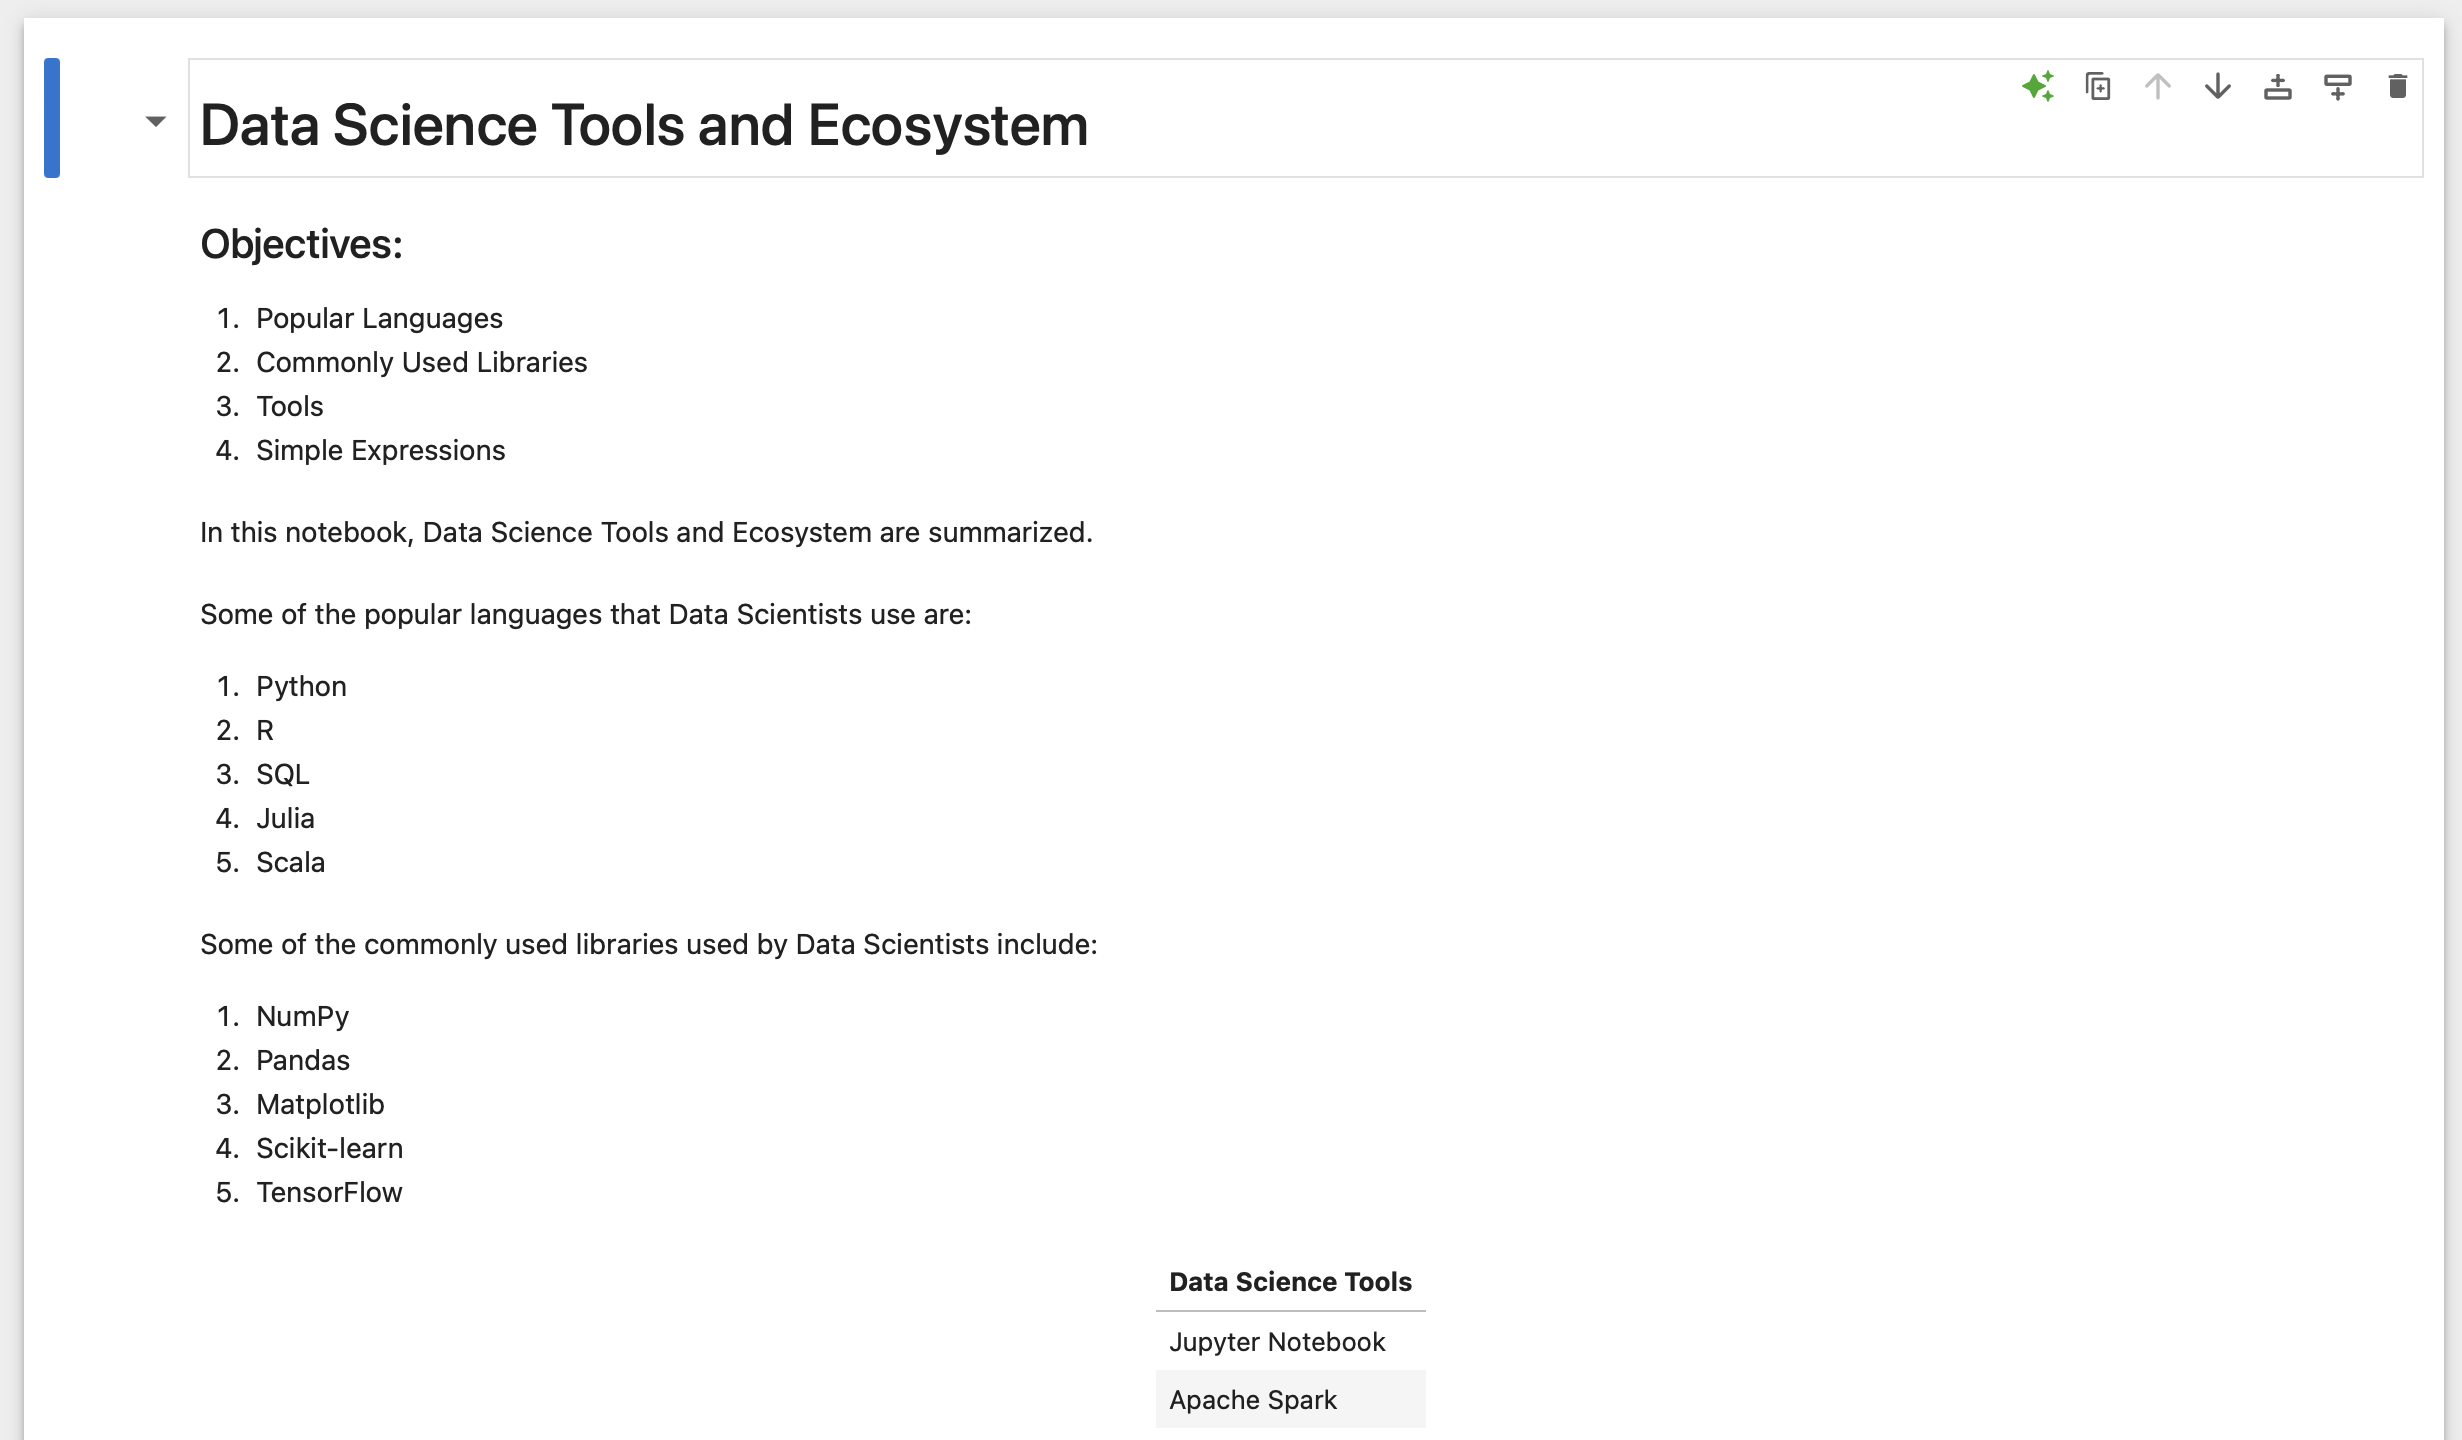 Data Science Tools and Ecosystem
Objectives:
1. Popular Languages
2. Commonly Used Libraries
3. Tools
4. Simple Expressions
In this notebook, Data Science Tools and Ecosystem are summarized.
Some of the popular languages that Data Scientists use are:
1. Python
2. R
3. SQL
4. Julia
5. Scala
Some of the commonly used libraries used by Data Scientists include:
1. NumPy
2. Pandas
3. Matplotlib
4. Scikit-learn
5. TensorFlow
Data Science Tools
Jupyter Notebook
Apache Spark